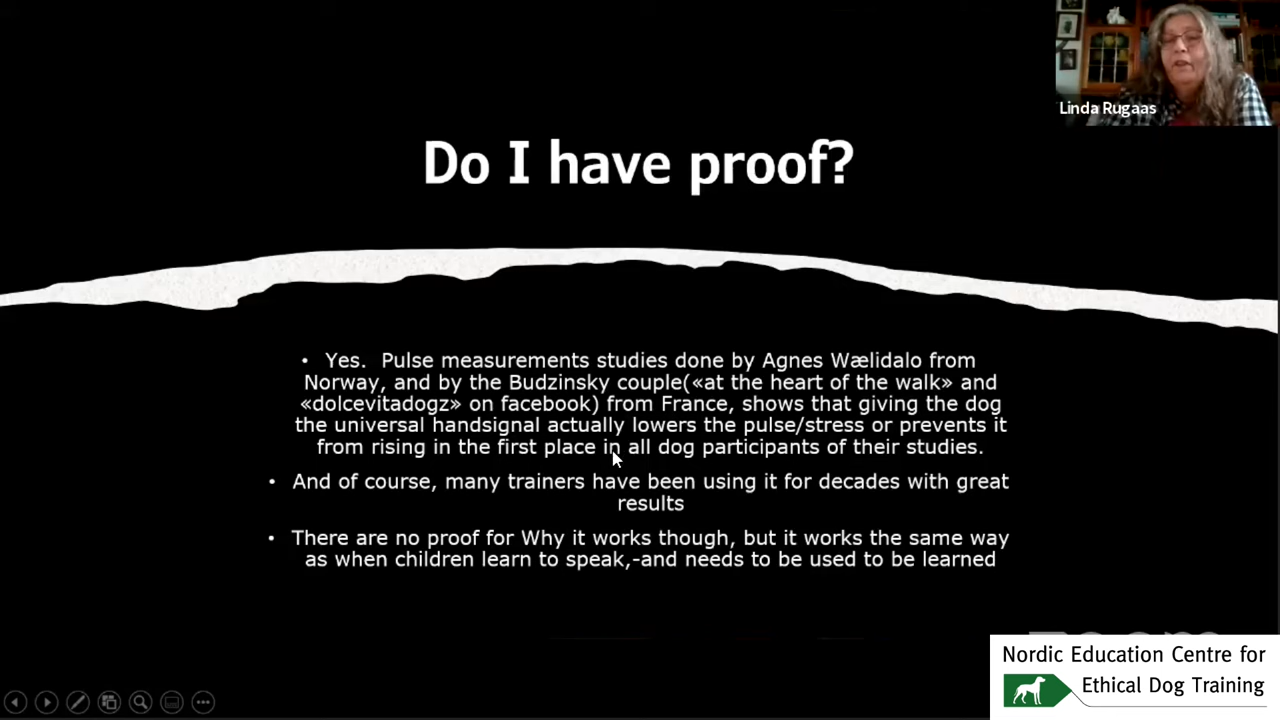 Linda Rugaas
Do I have proof?
• Yes. Pulse measurements studies done by Agnes Wælidalo from
Norway, and by the Budzinsky couple(«at the heart of the walk» and
«dolcevitadogz» on facebook) from France, shows that giving the dog
the universal handsignal actually lowers the pulse/stress or prevents it
from rising in the first place in all dog participants of their studies.
• And of course, many trainers have been using it for decades with great
results
• There are no proof for Why it works though, but it works the same way
as when children learn to speak,-and needs to be used to be learned
Nordic Education Centre for
Ethical Dog Training